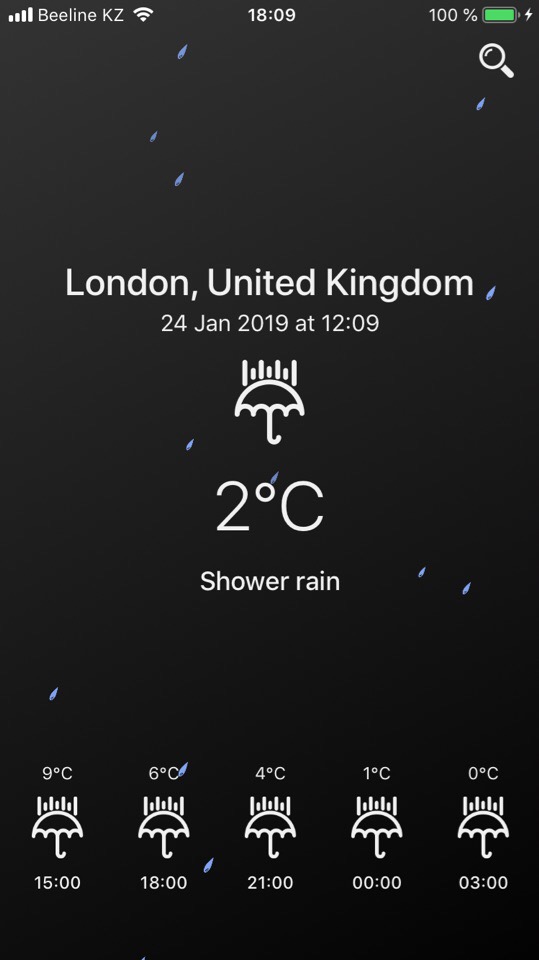 Beeline KZ 18:09 100 %
London, United Kingdom
24 Jan 2019 at 12:09
2°C
Shower rain
9°C 6°C 4°C 1°C 0°C
15:00 18:00 21:00 00:00 03:00